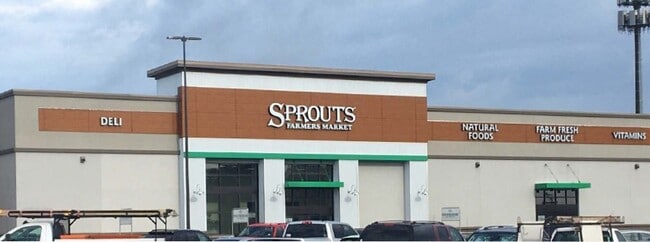 DELI
SPROUTS
FARMERS MARKET
NATURAL
FOODS
FARM FRESH
PRODUCE
VITAMINS